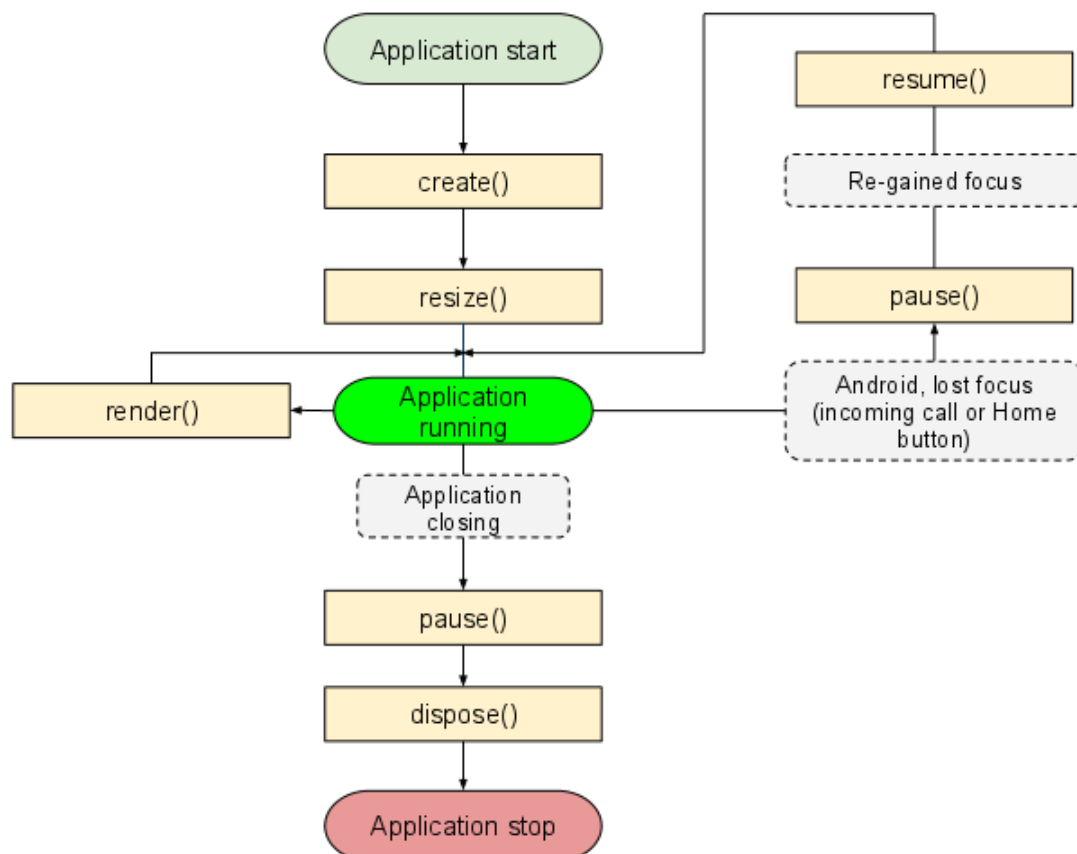 Application start
create()
resize()
render()
Application
running
Application
closing
pause()
dispose()
Application stop
resume()
Re-gained focus
pause()
Android, lost focus
(incoming call or Home
button)